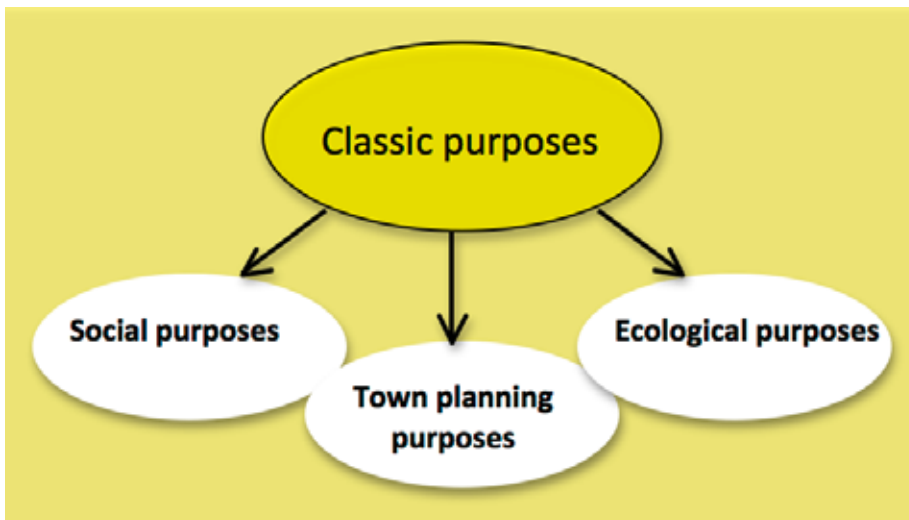 Classic purposes
Social purposes
Ecological purposes
Town planning
purposes